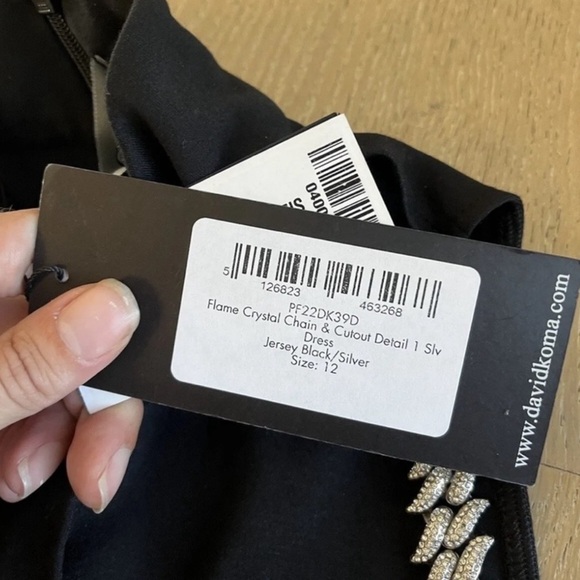 0400
5 126823 463268
PF22DK39D
Flame Crystal Chain & Cutout Detail 1 Slv
Dress
Jersey Black/Silver
Size: 12
www.davidkoma.com